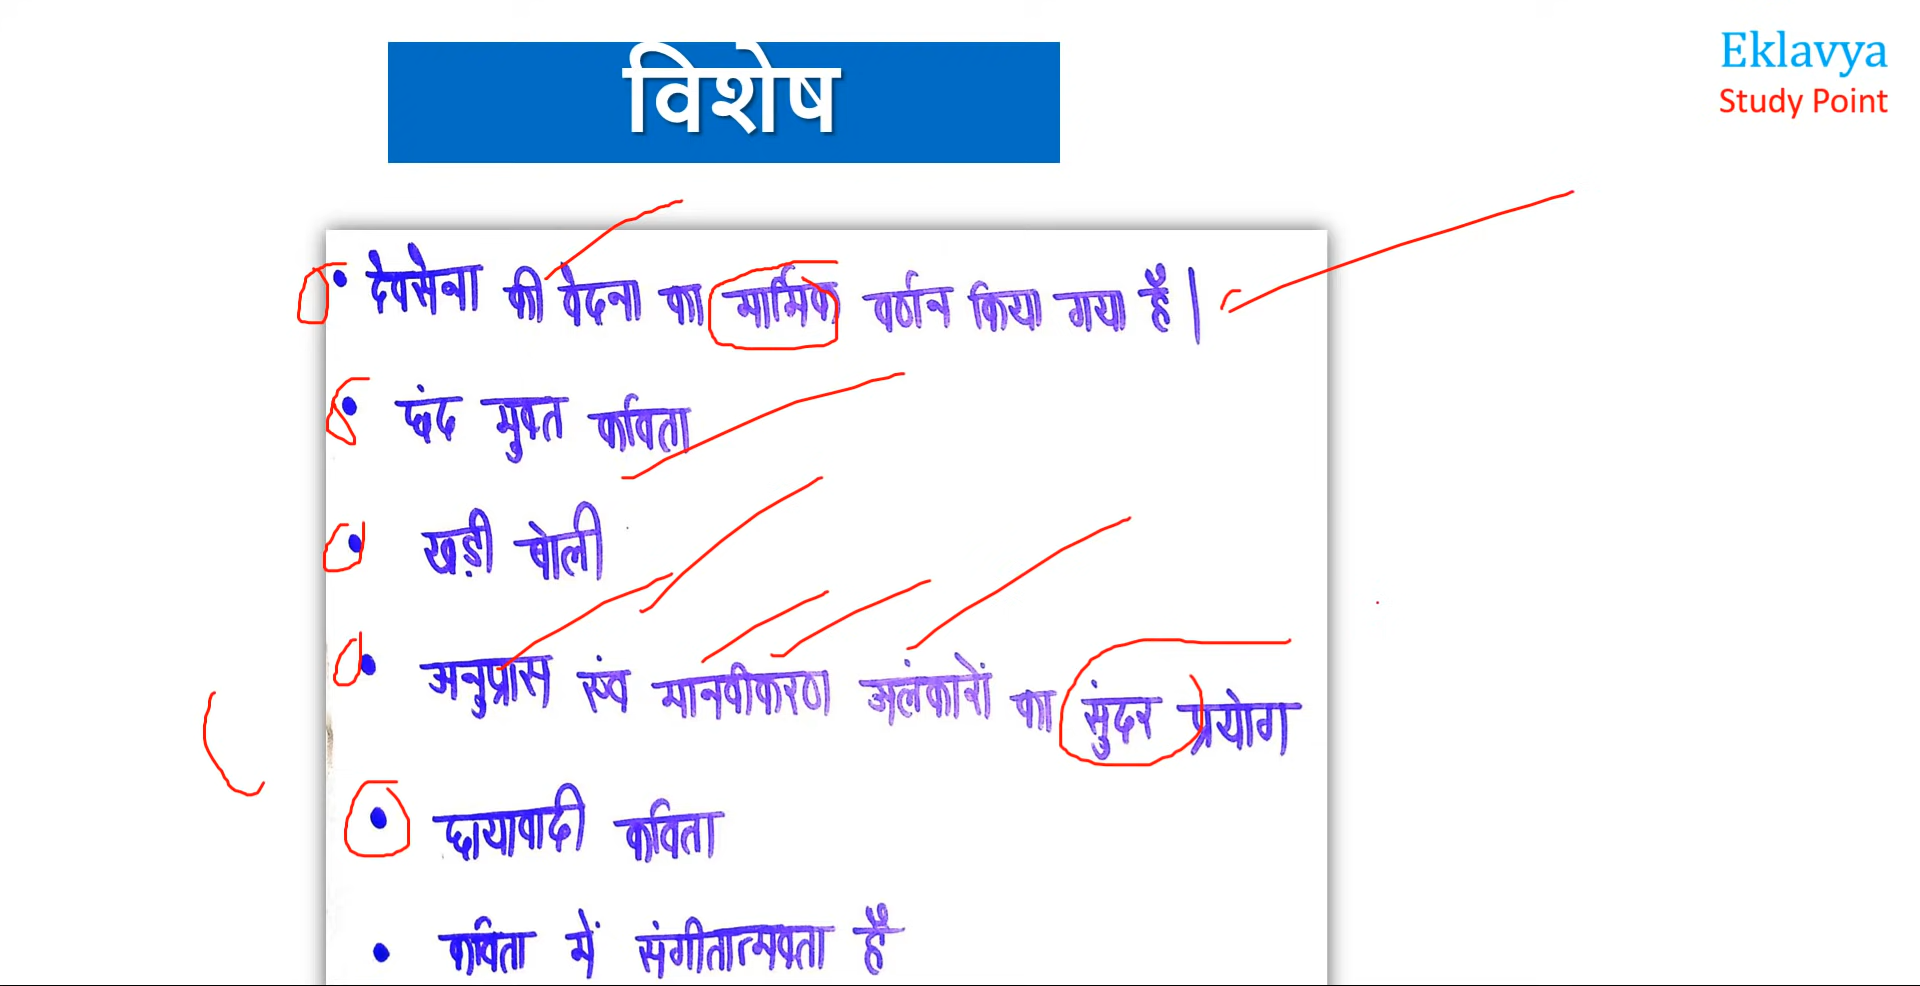 विशेष
Eklavya
Study Point
• देवसेना की वेदना का मार्मिक वर्णन किया गया है|
• छंद मुक्त कविता
• खड़ी बोली
• अनुप्रास एंव मानवीकरण अलंकारों का सुंदर प्रयोग
• छायावादी कविता
• कविता में संगीतात्मकता है